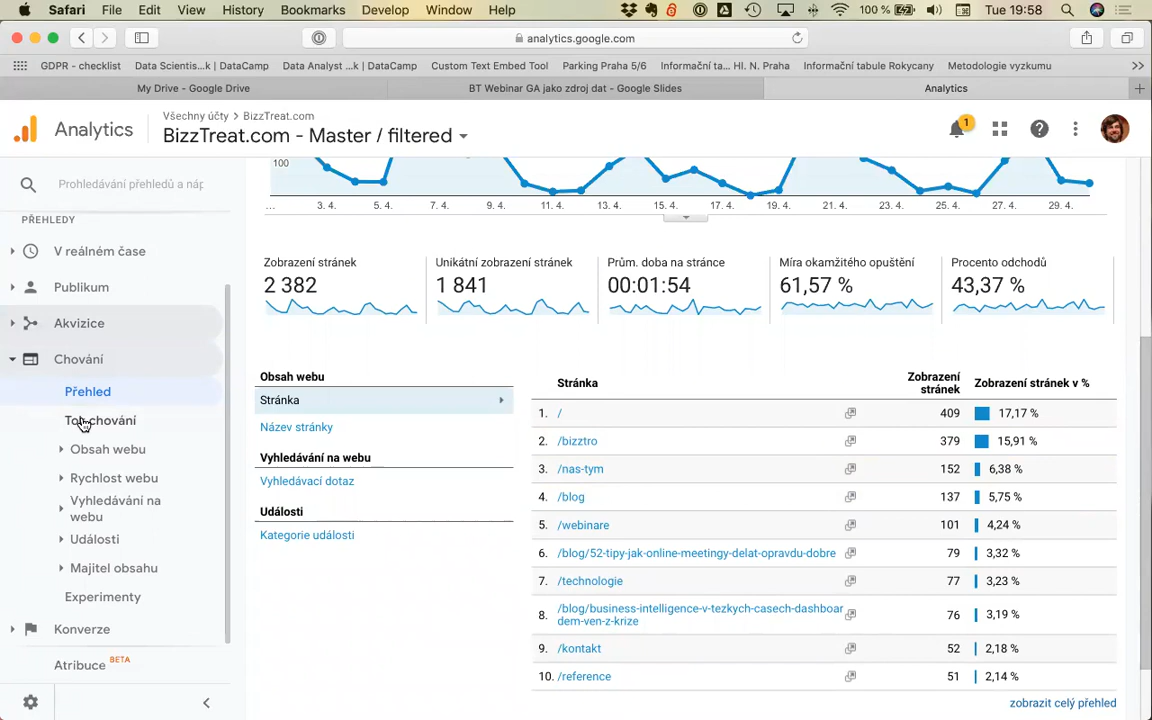 Safari File Edit View History Bookmarks Develop Window Help 100 % Tue 19:58
analytics.google.com
GDPR - checklist Data Scientis...k | DataCamp Data Analyst ...k | DataCamp Custom Text Embed Tool Parking Praha 5/6 Informační ta... Hl. N. Praha Informační tabule Rokycany Metodologie vyzkumu
My Drive - Google Drive BT Webinar GA jako zdroj dat - Google Slides Analytics
Analytics
Všechny účty > BizzTreat.com
BizzTreat.com - Master / filtered
1
Prohledávání přehledů a náp
PŘEHLEDY
V reálném čase
Publikum
Akvizice
Chování
Přehled
Tok chování
Obsah webu
Rychlost webu
Vyhledávání na
webu
Události
Majitel obsahu
Experimenty
Konverze
Atribuce BETA
100
... 3. 4. 5. 4. 7. 4. 9. 4. 11. 4. 13. 4. 15. 4. 17. 4. 19. 4. 21. 4. 23. 4. 25. 4. 27. 4. 29. 4.
Zobrazení stránek Unikátní zobrazení stránek Prům. doba na stránce Míra okamžitého opuštění Procento odchodů
2 382 1 841 00:01:54 61,57 % 43,37 %
Obsah webu
Stránka
Název stránky
Vyhledávání na webu
Vyhledávací dotaz
Události
Kategorie události
Stránka Zobrazení stránek Zobrazení stránek v %
1. / 409 17,17 %
2. /bizztro 379 15,91 %
3. /nas-tym 152 6,38 %
4. /blog 137 5,75 %
5. /webinare 101 4,24 %
6. /blog/52-tipy-jak-online-meetingy-delat-opravdu-dobre 79 3,32 %
7. /technologie 77 3,23 %
8. /blog/business-intelligence-v-tezkych-casech-dashboar
dem-ven-z-krize 76 3,19 %
9. /kontakt 52 2,18 %
10. /reference 51 2,14 %
zobrazit celý přehled